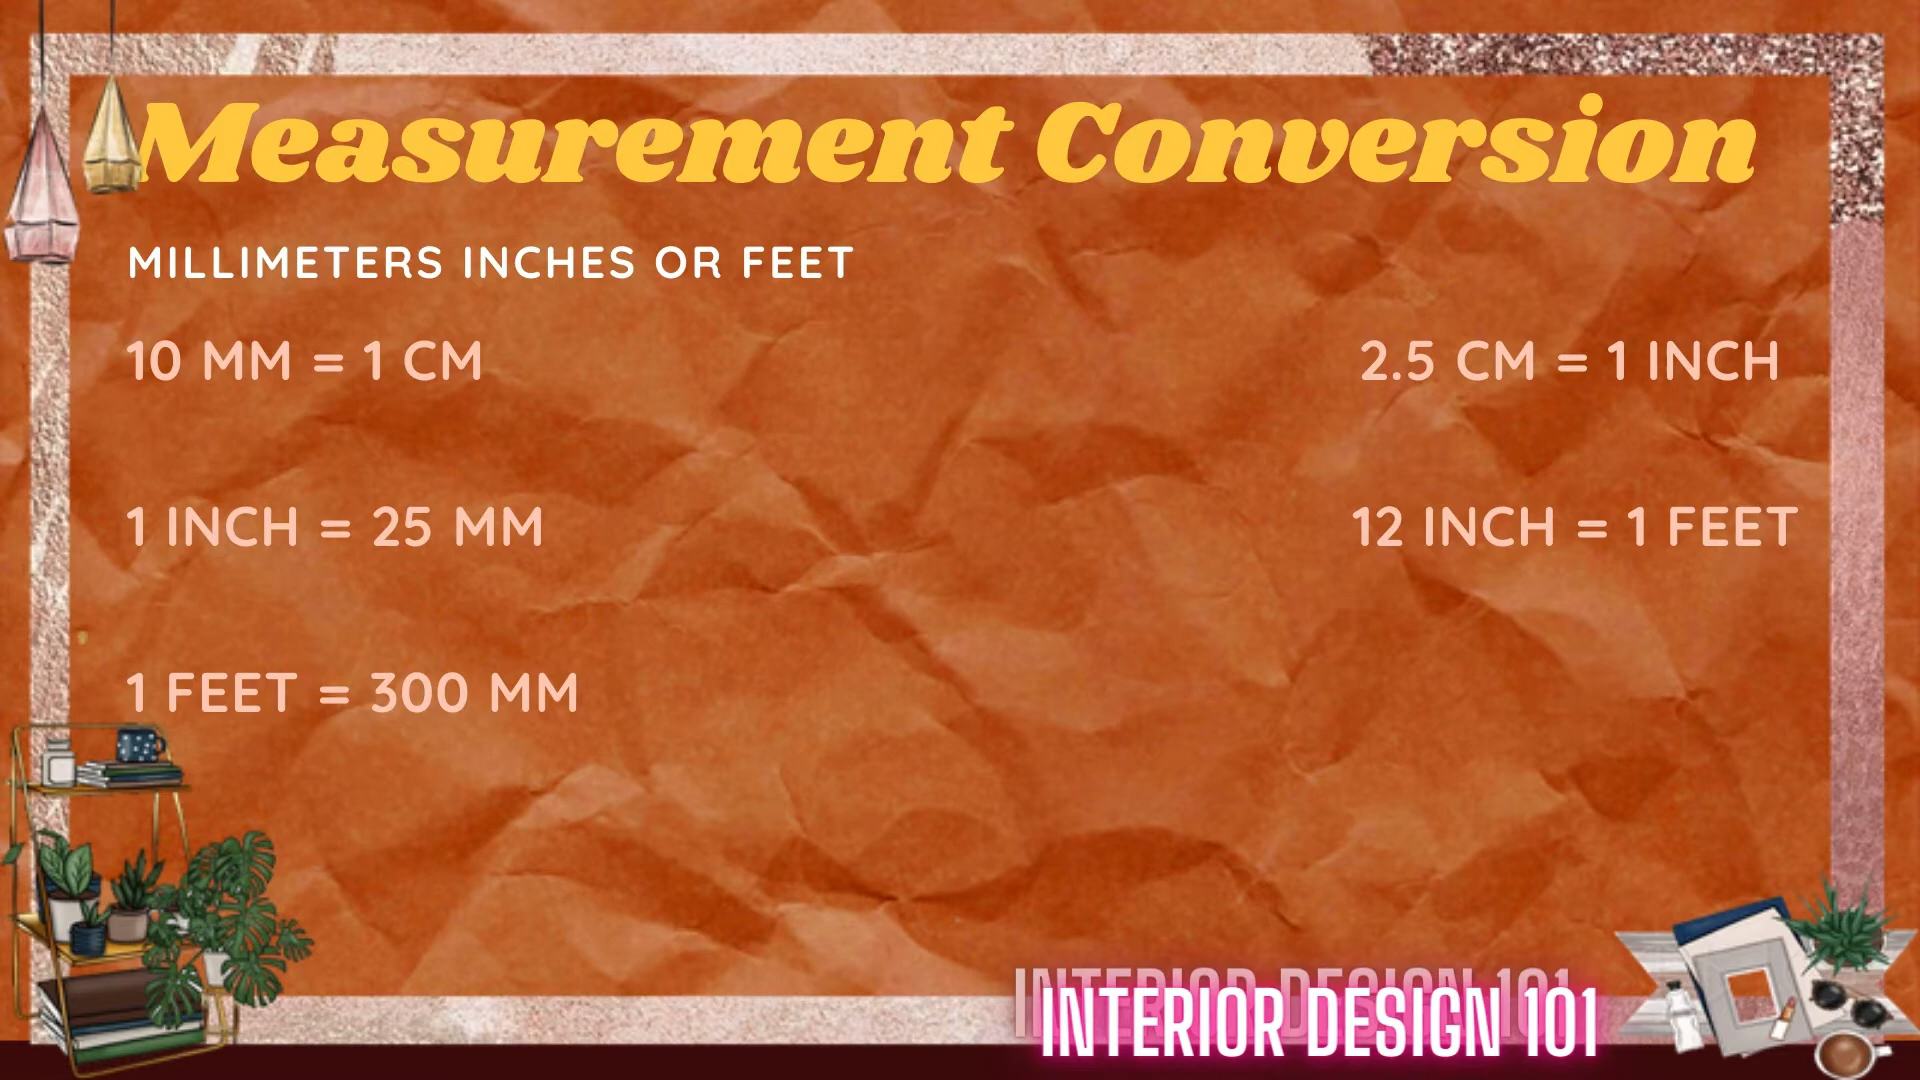 Measurement Conversion
MILLIMETERS INCHES OR FEET
10 MM = 1 CM
2.5 CM = 1 INCH
1 INCH = 25 MM
12 INCH = 1 FEET
1 FEET = 300 MM
INTERIOR DESIGN 101